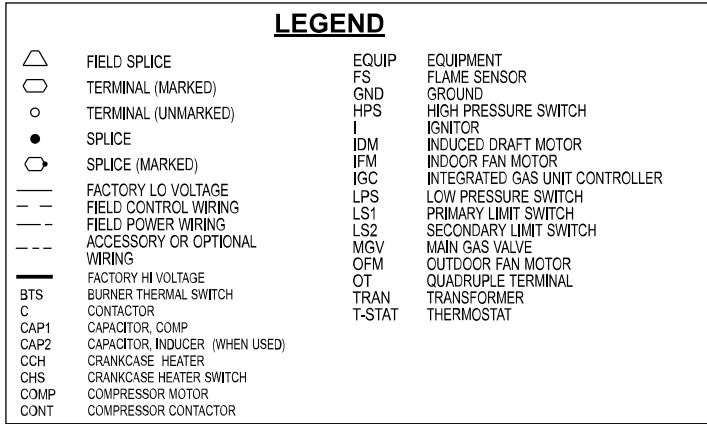 LEGEND
FIELD SPLICE
TERMINAL (MARKED)
TERMINAL (UNMARKED)
SPLICE
SPLICE (MARKED)
FACTORY LO VOLTAGE
FIELD CONTROL WIRING
FIELD POWER WIRING
ACCESSORY OR OPTIONAL
WIRING
FACTORY HI VOLTAGE
BTS BURNER THERMAL SWITCH
C CONTACTOR
CAP1 CAPACITOR, COMP
CAP2 CAPACITOR, INDUCER (WHEN USED)
CCH CRANKCASE HEATER
CHS CRANKCASE HEATER SWITCH
COMP COMPRESSOR MOTOR
CONT COMPRESSOR CONTACTOR
EQUIP EQUIPMENT
FS FLAME SENSOR
GND GROUND
HPS HIGH PRESSURE SWITCH
I IGNITOR
IDM INDUCED DRAFT MOTOR
IFM INDOOR FAN MOTOR
IGC INTEGRATED GAS UNIT CONTROLLER
LPS LOW PRESSURE SWITCH
LS1 PRIMARY LIMIT SWITCH
LS2 SECONDARY LIMIT SWITCH
MGV MAIN GAS VALVE
OFM OUTDOOR FAN MOTOR
OT QUADRUPLE TERMINAL
TRAN TRANSFORMER
T-STAT THERMOSTAT